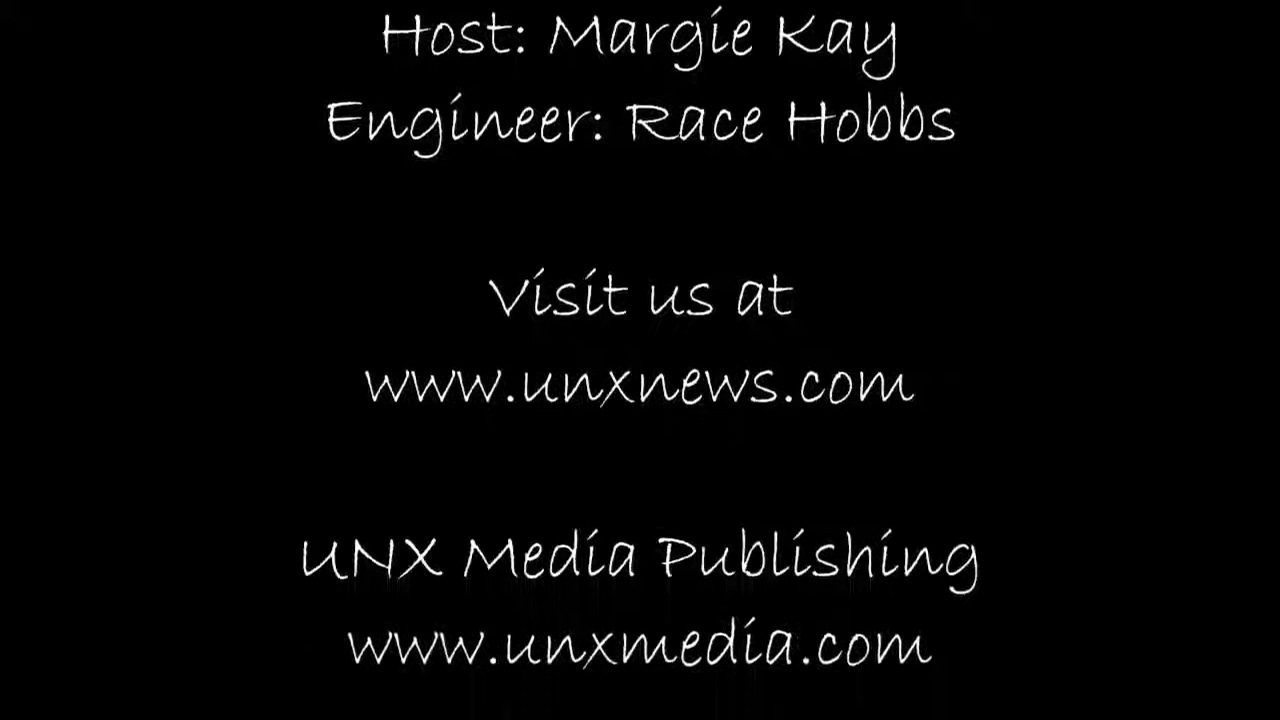 Host: Margie Kay
Engineer: Race Hobbs
Visit us at
www.unxnews.com
UNX Media Publishing
www.unxmedia.com